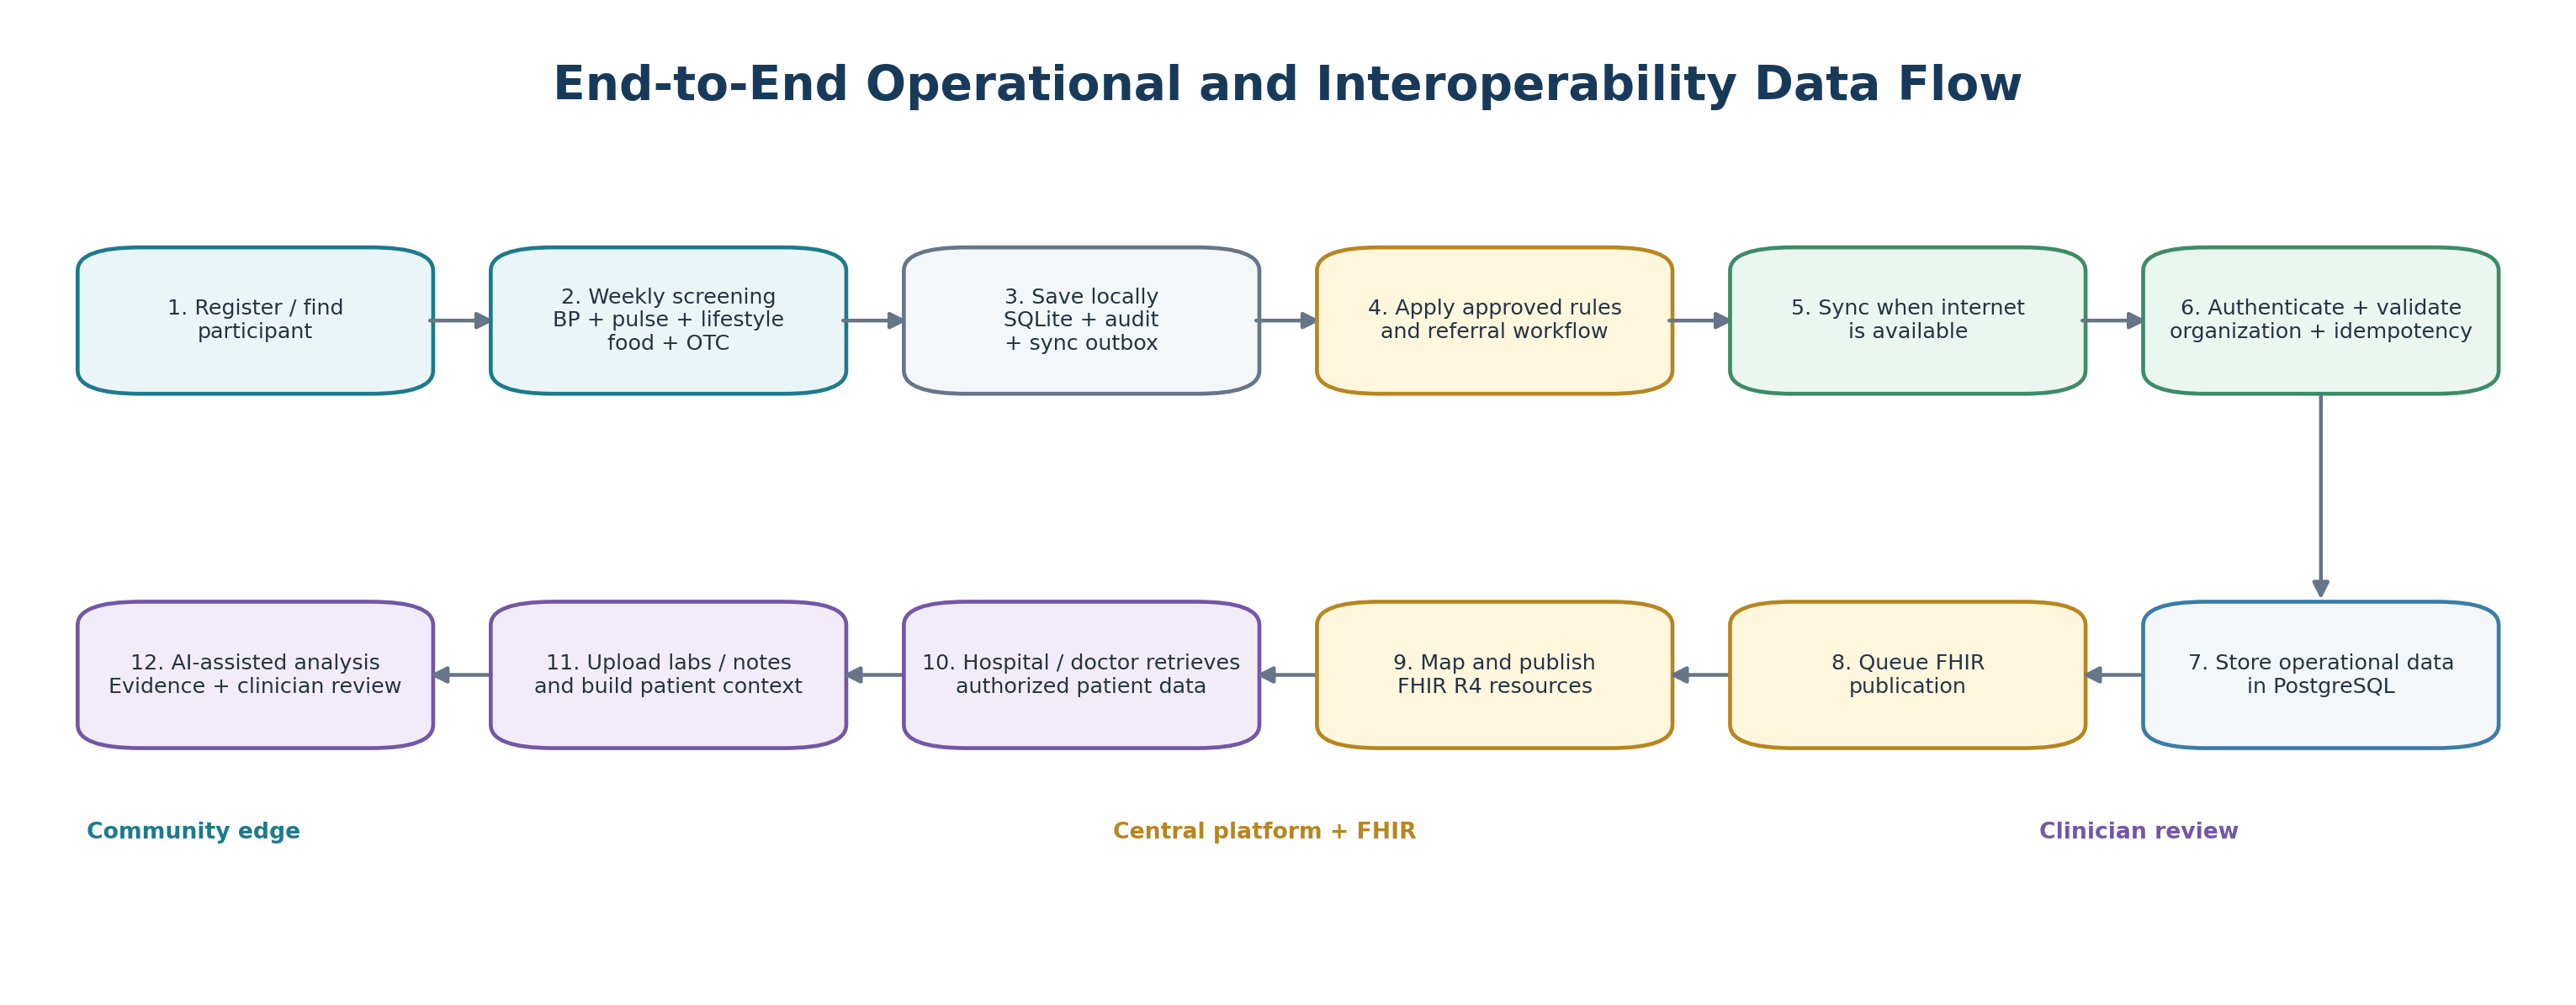 End-to-End Operational and Interoperability Data Flow
1. Register / find
participant
2. Weekly screening
BP + pulse + lifestyle
food + OTC
3. Save locally
SQLite + audit
+ sync outbox
4. Apply approved rules
and referral workflow
5. Sync when internet
is available
6. Authenticate + validate
organization + idempotency
7. Store operational data
in PostgreSQL
8. Queue FHIR
publication
9. Map and publish
FHIR R4 resources
10. Hospital / doctor retrieves
authorized patient data
11. Upload labs / notes
and build patient context
12. AI-assisted analysis
Evidence + clinician review
Community edge
Central platform + FHIR
Clinician review